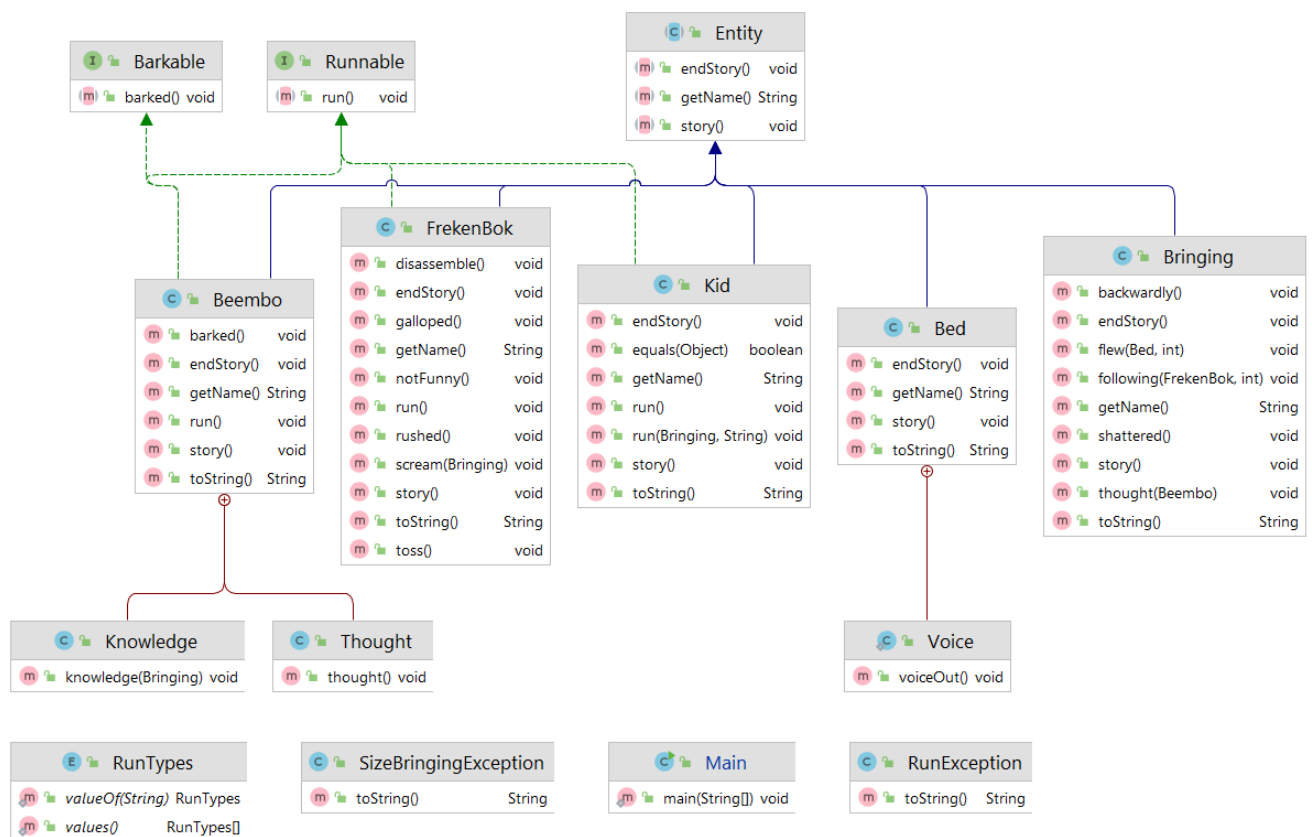 Barkable
barked() void
Runnable
run() void
Entity
endStory() void
getName() String
story() void
Beembo
barked() void
endStory() void
getName() String
run() void
story() void
toString() String
FrekenBok
disassemble() void
endStory() void
galloped() void
getName() String
notFunny() void
run() void
rushed() void
scream(Bringing) void
story() void
toString() String
toss() void
Kid
endStory() void
equals(Object) boolean
getName() String
run() void
run(Bringing, String) void
story() void
toString() String
Bed
endStory() void
getName() String
story() void
toString() String
Bringing
backwardly() void
endStory() void
flew(Bed, int) void
following(FrekenBok, int) void
getName() String
shattered() void
story() void
thought(Beembo) void
toString() String
Knowledge
knowledge(Bringing) void
Thought
thought() void
Voice
voiceOut() void
RunTypes
valueOf(String) RunTypes
values() RunTypes[]
SizeBringingException
toString() String
Main
main(String[]) void
RunException
toString() String